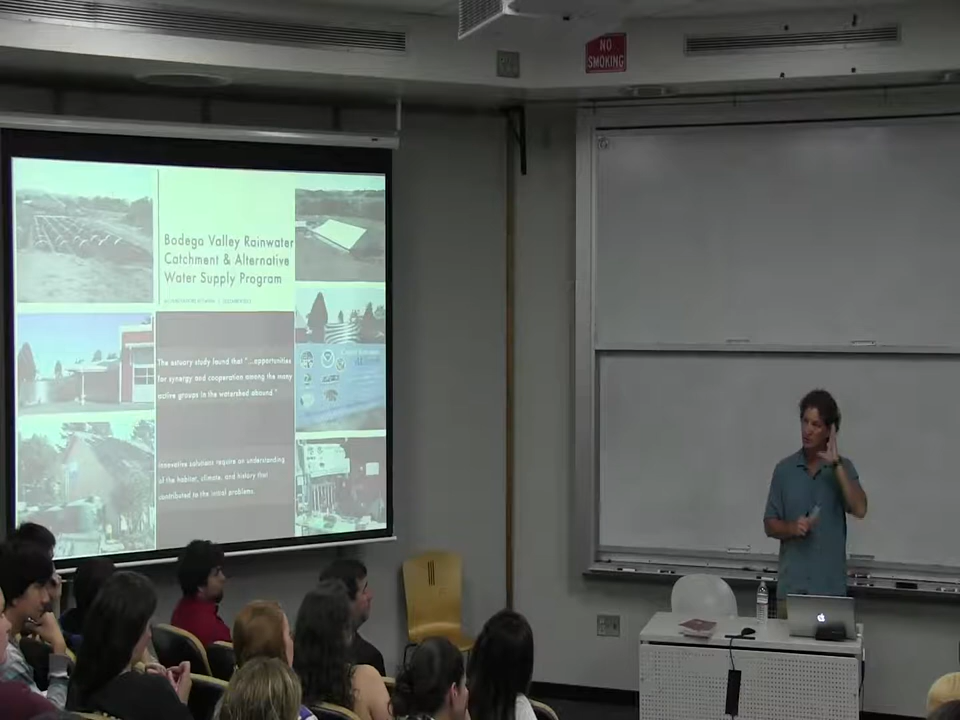 NO
SMOKING
Bodega Valley Rainwater
Catchment & Alternative
Water Supply Program
The estuary study found that "...opportunities
for synergy and cooperation among the many
active groups in the watershed abound."
Innovative solutions require an understanding
of the habitat, climate, and history that
contributed to the initial problems.